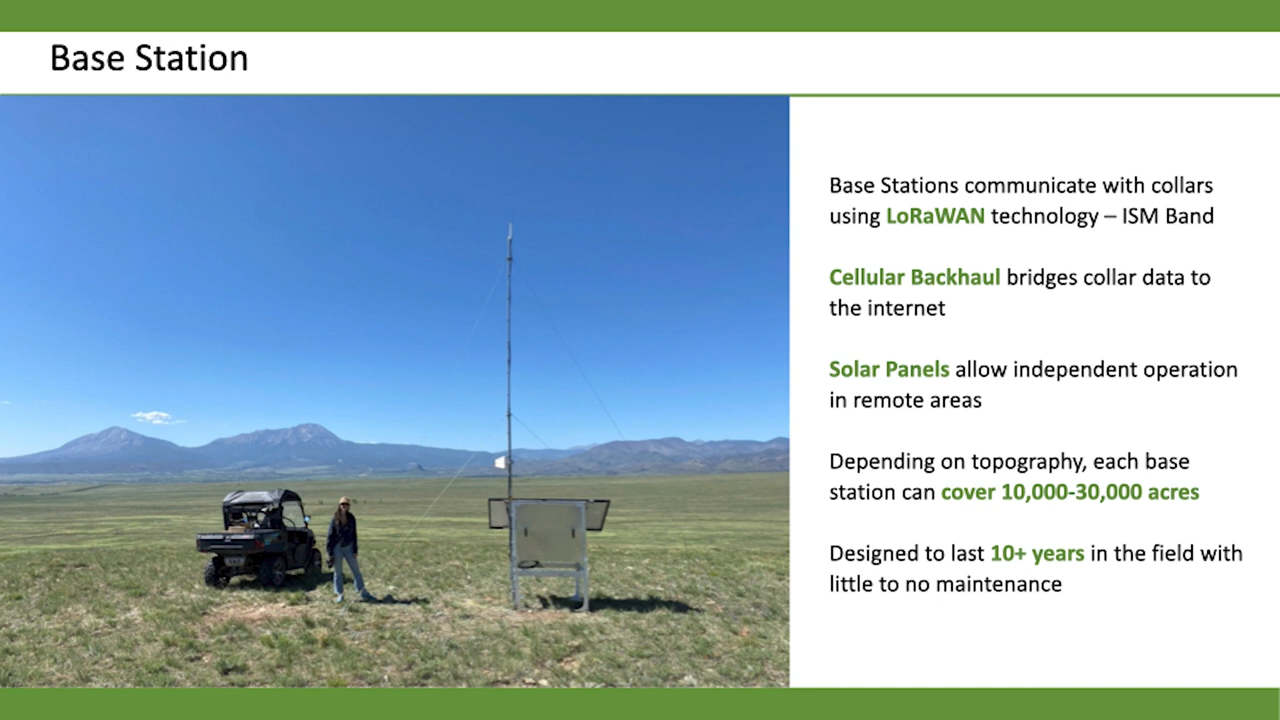 Base Station
Base Stations communicate with collars
using LoRaWAN technology – ISM Band
Cellular Backhaul bridges collar data to
the internet
Solar Panels allow independent operation
in remote areas
Depending on topography, each base
station can cover 10,000-30,000 acres
Designed to last 10+ years in the field with
little to no maintenance